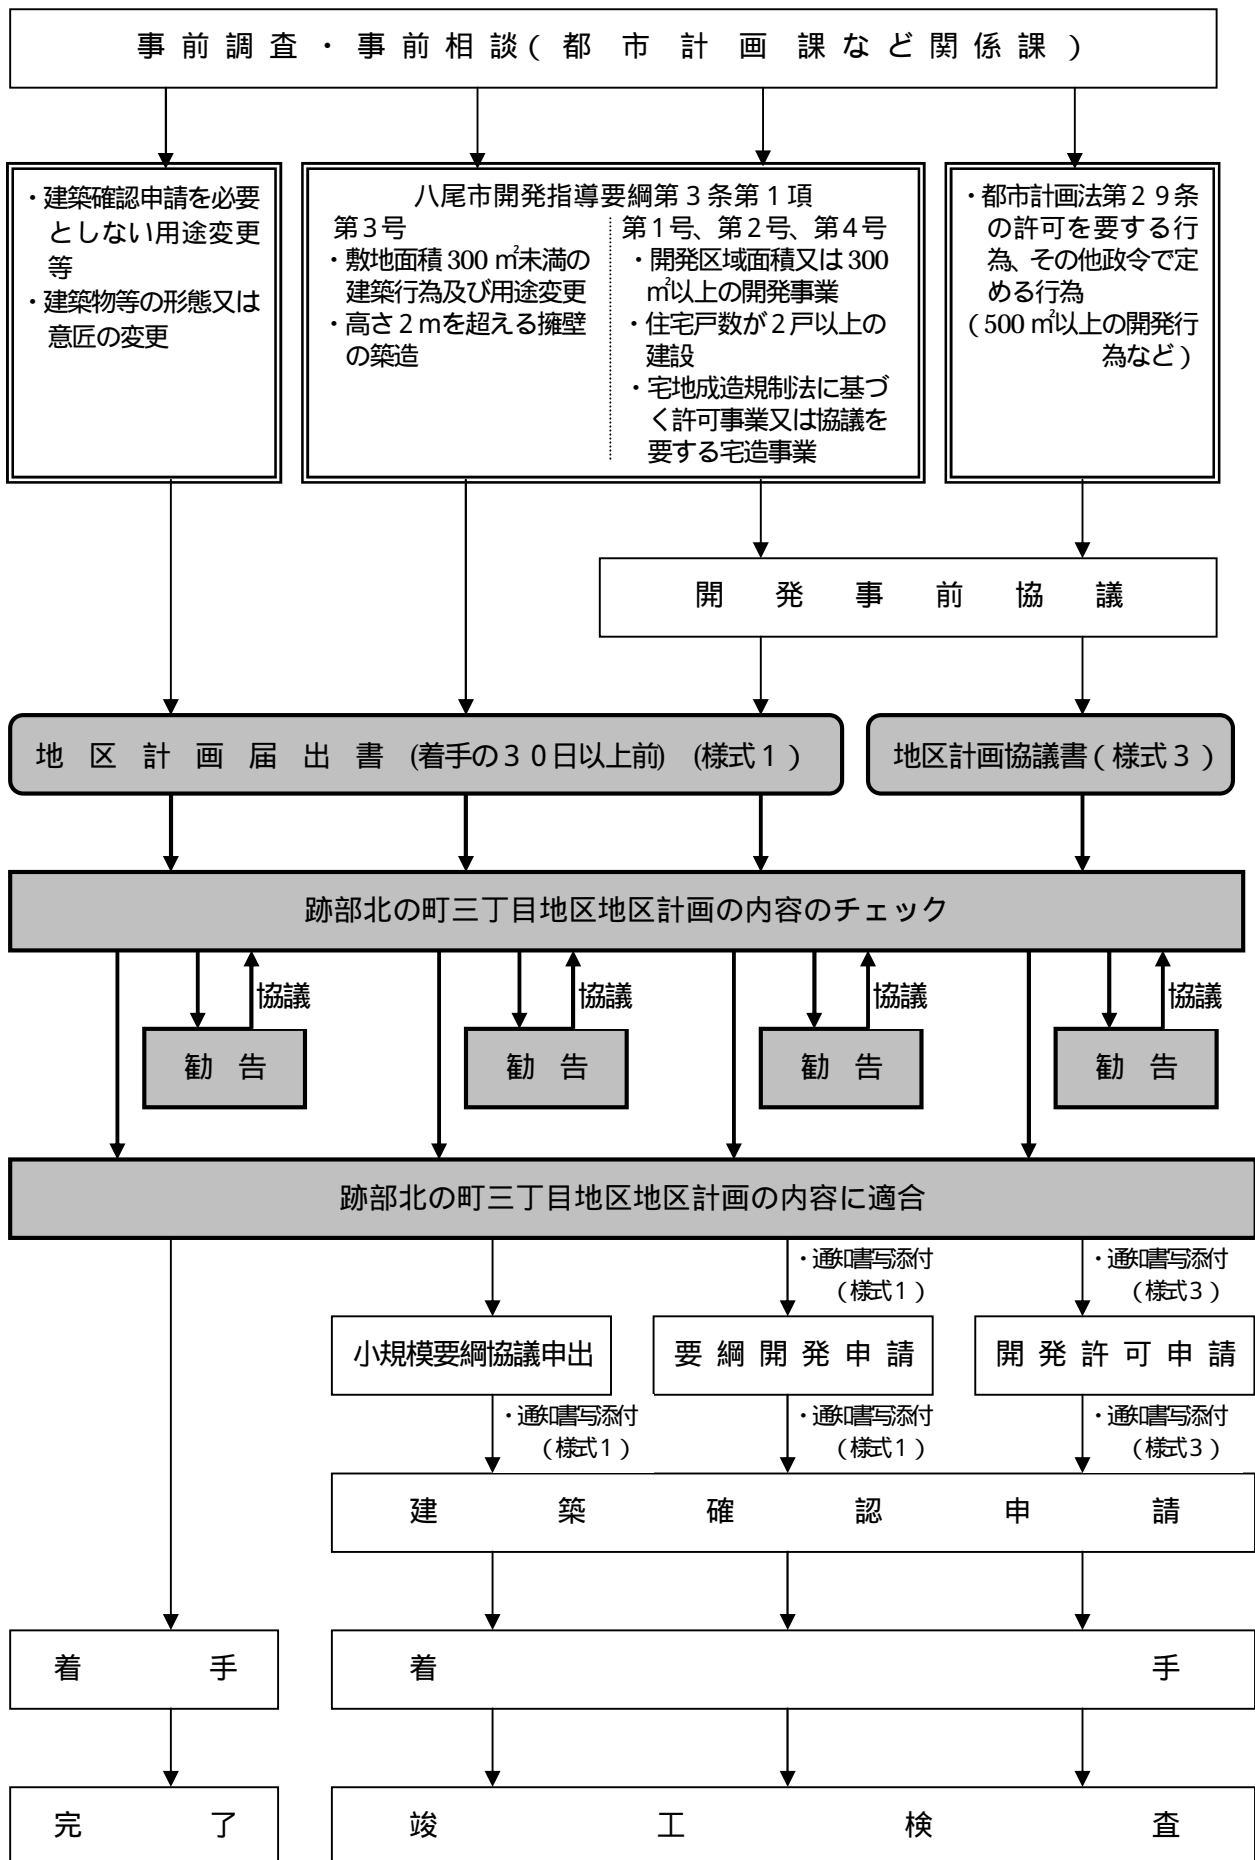 事前調査・事前相談(都市計画課など関係課)
・建築確認申請を必要
としない用途変更
等
・建築物等の形態又は
意匠の変更
八尾市開発指導要綱第3条第1項
第3号
・敷地面積300㎡未満の
建築行為及び用途変更
・高さ2mを超える擁壁
の築造
第1号、第2号、第4号
・開発区域面積又は300
㎡以上の開発事業
・住宅戸数が2戸以上の
建設
・宅地成造規制法に基づ
く許可事業又は協議を
要する宅造事業
・都市計画法第29条
の許可を要する行
為、その他政令で定
める行為
(500㎡以上の開発行
為など)
開発事前協議
地区計画届出書(着手の30日以上前)(様式1)
地区計画協議書(様式3)
跡部北の町三丁目地区地区計画の内容のチェック
協議
協議
協議
協議
勧告
勧告
勧告
勧告
跡部北の町三丁目地区地区計画の内容に適合
・通知書写添付
(様式1)
・通知書写添付
(様式3)
小規模要綱協議申出
要綱開発申請
開発許可申請
・通知書写添付
(様式1)
・通知書写添付
(様式1)
・通知書写添付
(様式3)
建築確認申請
着手
着手
完了
竣工検査